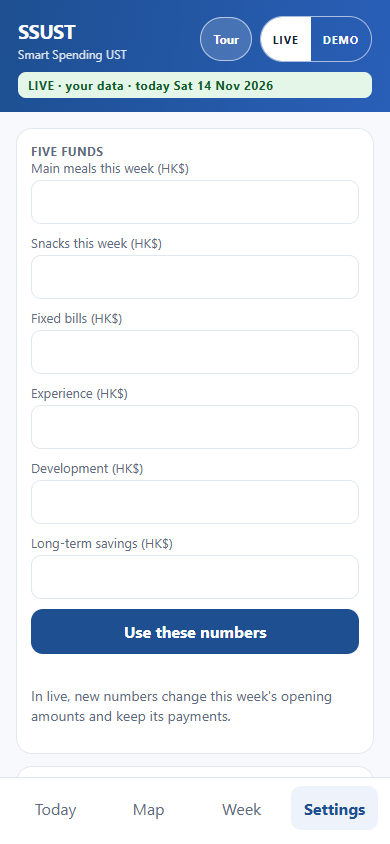 SSUST
Smart Spending UST
Tour
LIVE
DEMO
LIVE · your data · today Sat 14 Nov 2026
FIVE FUNDS
Main meals this week (HK$)
Snacks this week (HK$)
Fixed bills (HK$)
Experience (HK$)
Development (HK$)
Long-term savings (HK$)
Use these numbers
In live, new numbers change this week's opening
amounts and keep its payments.
Today
Map
Week
Settings